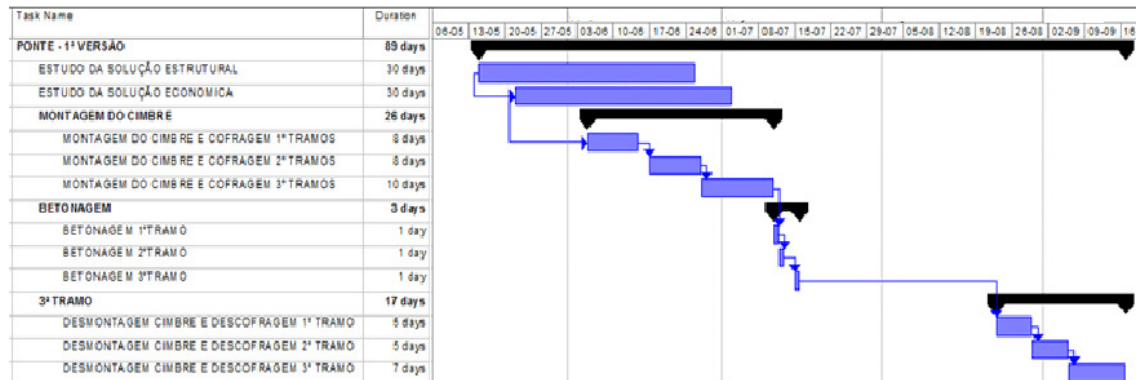 Task Name Duration
06-05 13-05 20-05 27-05 03-06 10-06 17-06 24-06 01-07 08-07 15-07 22-07 29-07 05-08 12-08 19-08 26-08 02-09 09-09 16
PONTE - 1ª VERSÃO 89 days
ESTUDO DA SOLUÇÃO ESTRUTURAL 30 days
ESTUDO DA SOLUÇÃO ECONOMICA 30 days
MONTAGEM DO CIMBRE 26 days
MONTAGEM DO CIMBRE E COFRAGEM 1º TRAMOS 8 days
MONTAGEM DO CIMBRE E COFRAGEM 2º TRAMOS 8 days
MONTAGEM DO CIMBRE E COFRAGEM 3º TRAMOS 10 days
BETONAGEM 3 days
BETONAGEM 1ºTRAMO 1 day
BETONAGEM 2ºTRAMO 1 day
BETONAGEM 3ºTRAMO 1 day
3º TRAMO 17 days
DESMONTAGEM CIMBRE E DESCOFRAGEM 1º TRAMO 5 days
DESMONTAGEM CIMBRE E DESCOFRAGEM 2º TRAMO 5 days
DESMONTAGEM CIMBRE E DESCOFRAGEM 3º TRAMO 7 days